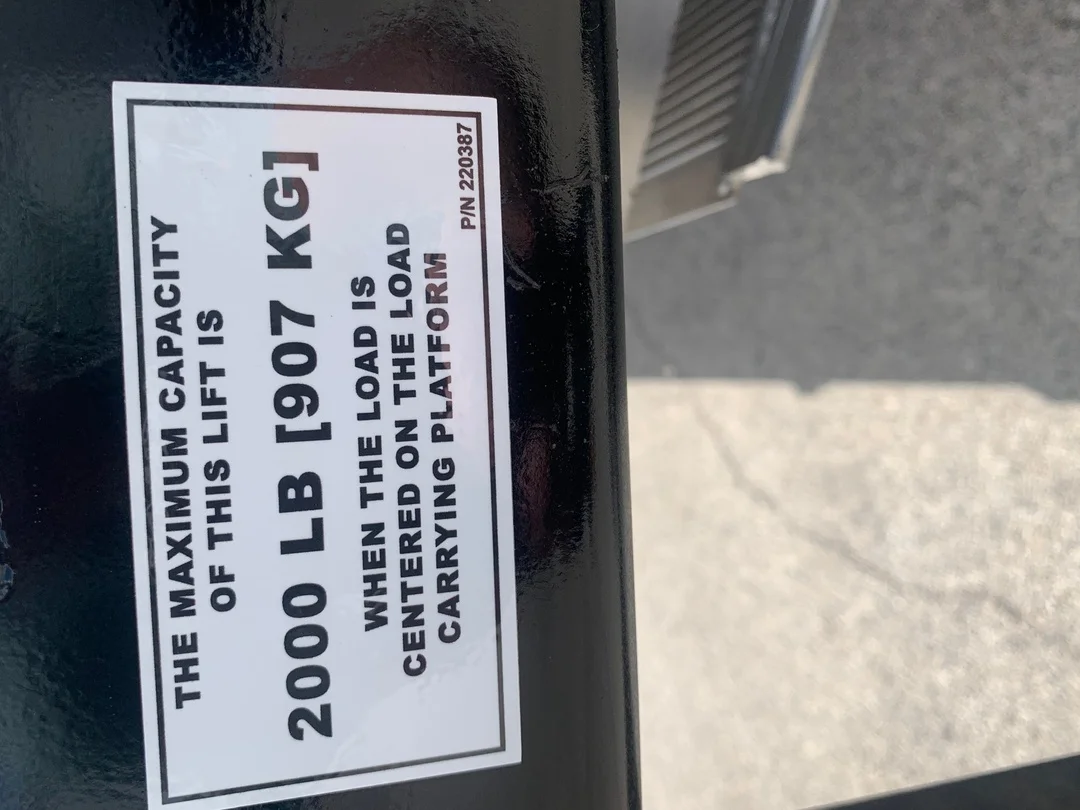 THE MAXIMUM CAPACITY
OF THIS LIFT IS
2000 LB [907 KG]
WHEN THE LOAD IS
CENTERED ON THE LOAD
CARRYING PLATFORM
P/N 220387